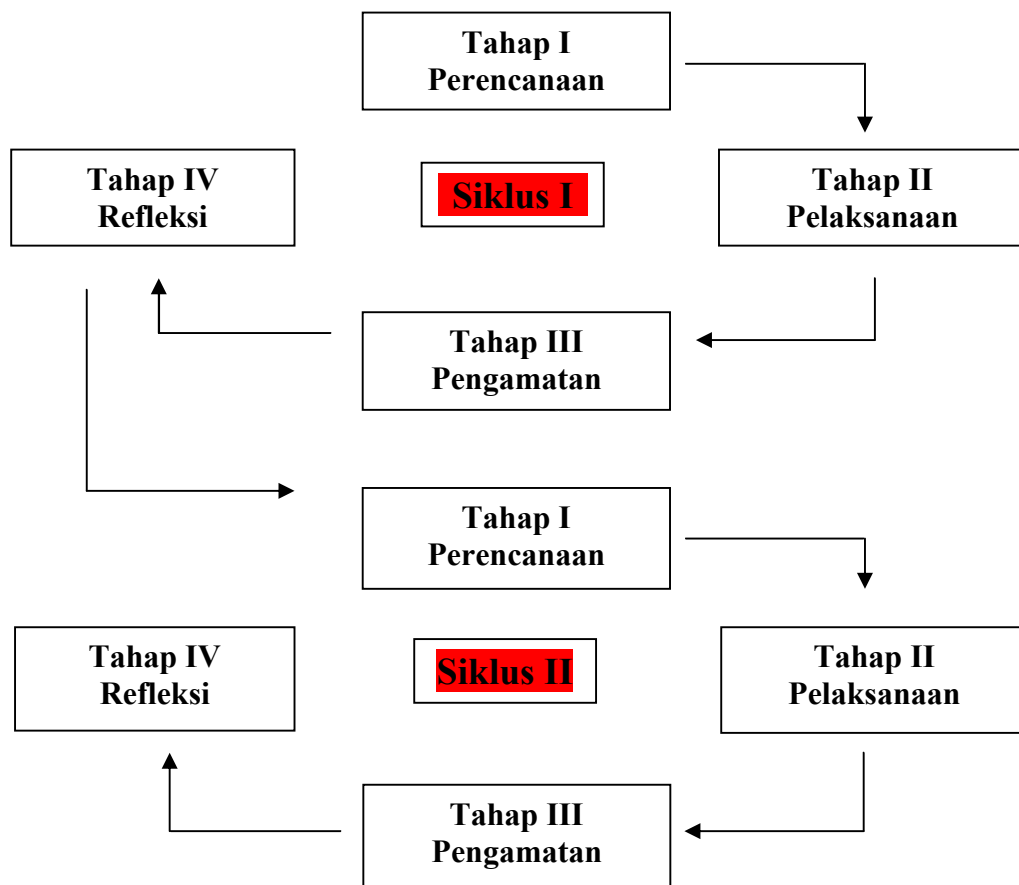 Tahap I
Perencanaan
Tahap IV
Refleksi
Siklus I
Tahap II
Pelaksanaan
Tahap III
Pengamatan
Tahap I
Perencanaan
Tahap IV
Refleksi
Siklus II
Tahap II
Pelaksanaan
Tahap III
Pengamatan